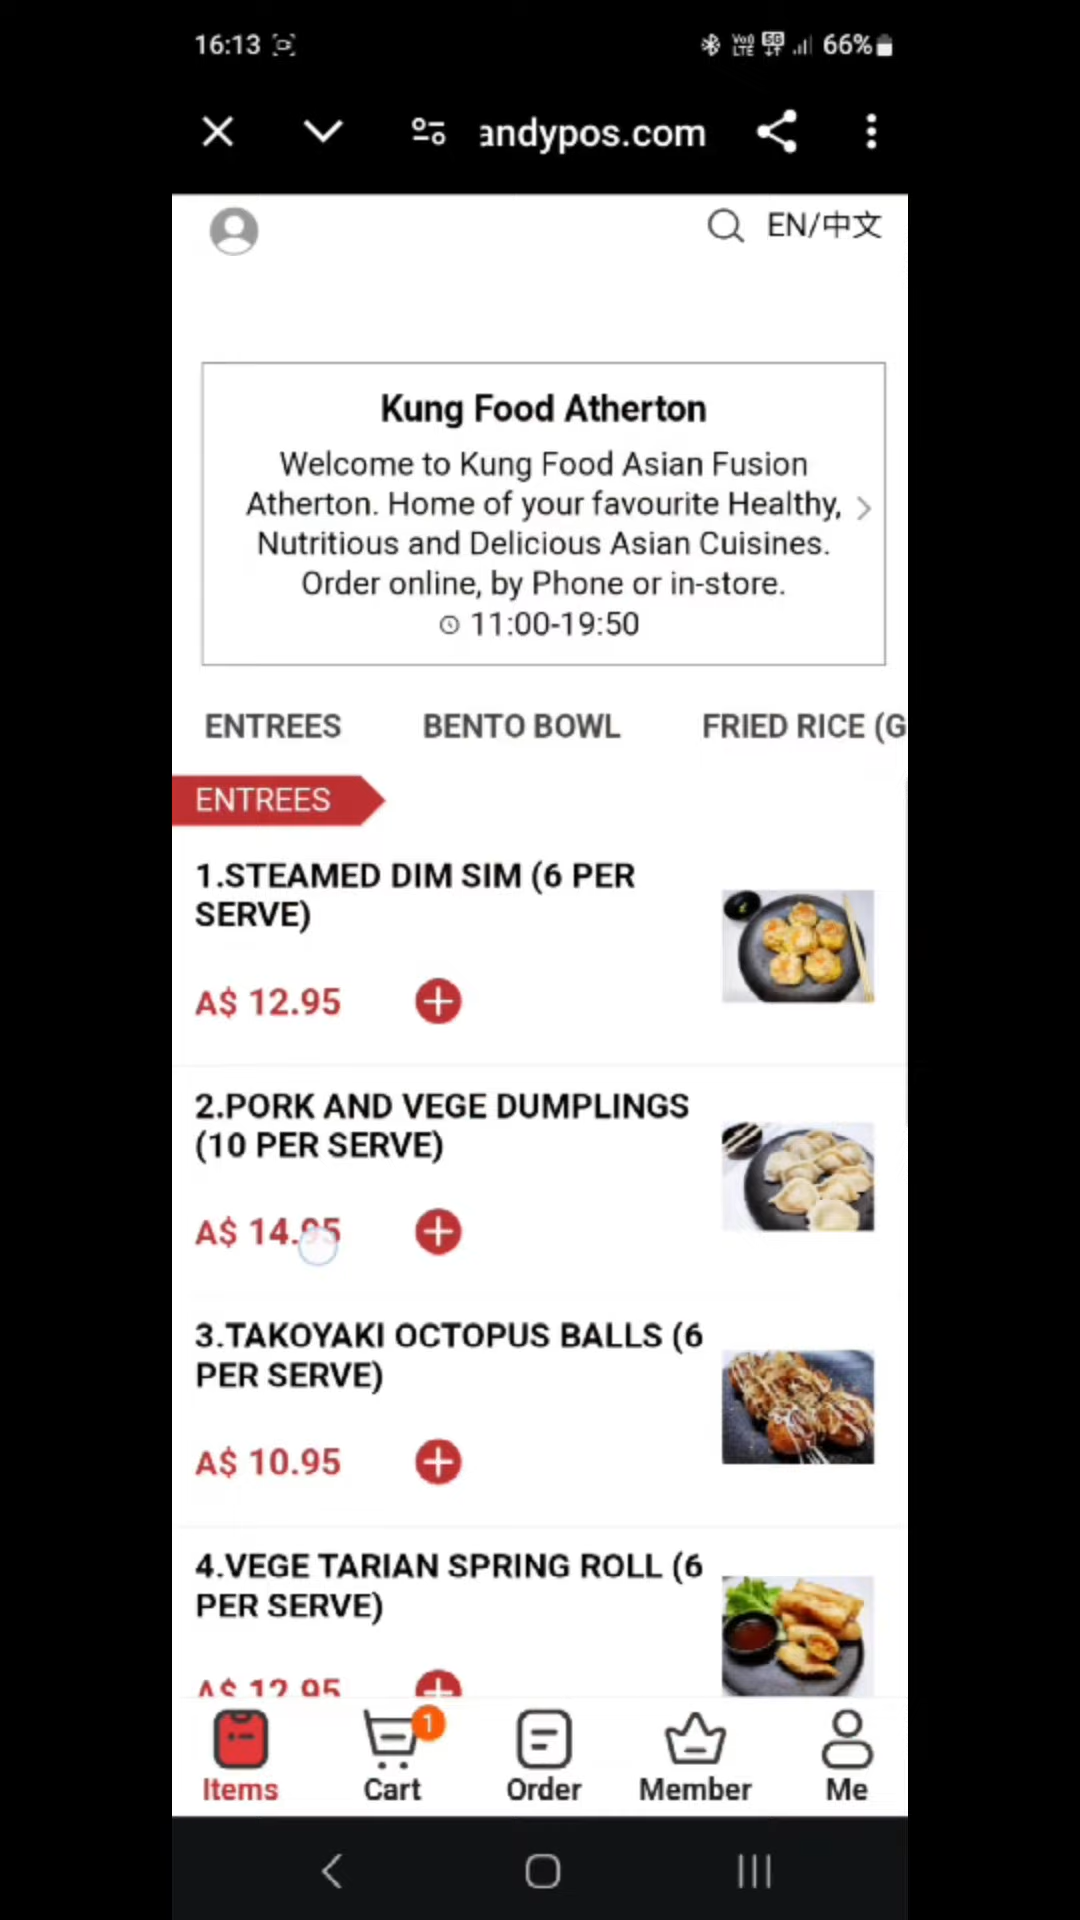 16:13
Vo) LTE 5G 66%
andypos.com
EN/中文
Kung Food Atherton
Welcome to Kung Food Asian Fusion
Atherton. Home of your favourite Healthy,
Nutritious and Delicious Asian Cuisines.
Order online, by Phone or in-store.
11:00-19:50
ENTREES BENTO BOWL FRIED RICE (G
ENTREES
1.STEAMED DIM SIM (6 PER
SERVE)
A$ 12.95
2.PORK AND VEGE DUMPLINGS
(10 PER SERVE)
A$ 14.95
3.TAKOYAKI OCTOPUS BALLS (6
PER SERVE)
A$ 10.95
4.VEGE TARIAN SPRING ROLL (6
PER SERVE)
A$ 12.95
1
Items Cart Order Member Me